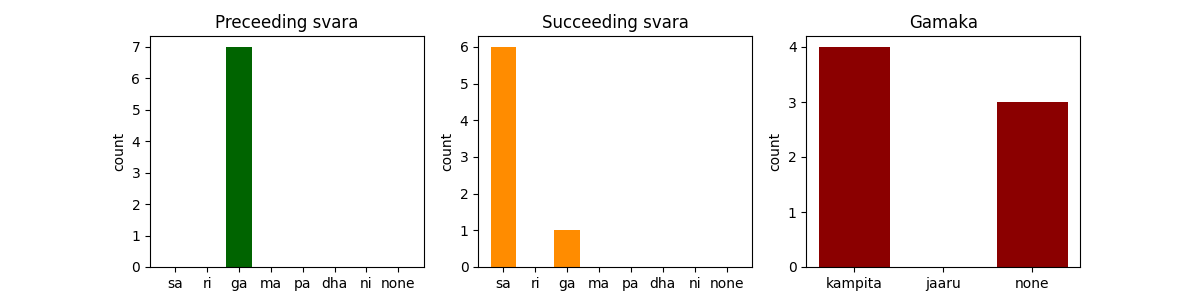 Preceeding svara
count
7
6
5
4
3
2
1
0
sa ri ga ma pa dha ni none
Succeeding svara
count
6
5
4
3
2
1
0
sa ri ga ma pa dha ni none
Gamaka
count
4
3
2
1
0
kampita jaaru none